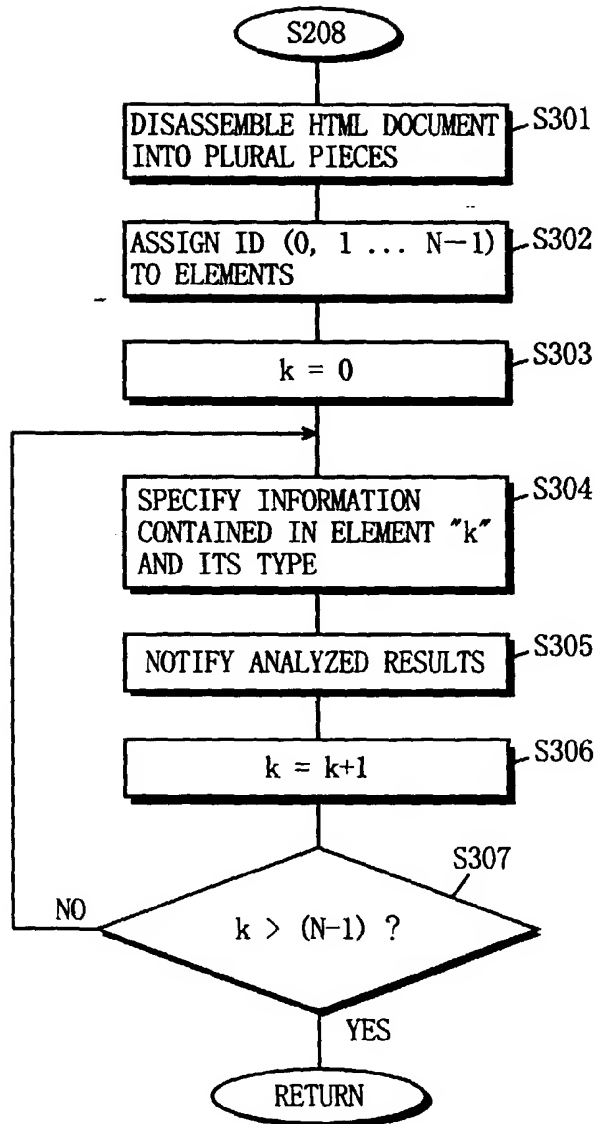 S208
DISASSEMBLE HTML DOCUMENT
INTO PLURAL PIECES
S301
ASSIGN ID (0, 1 ... N-1)
TO ELEMENTS
S302
k = 0
S303
SPECIFY INFORMATION
CONTAINED IN ELEMENT "k"
AND ITS TYPE
S304
NOTIFY ANALYZED RESULTS
S305
k = k+1
S306
S307
k > (N-1) ?
NO
YES
RETURN